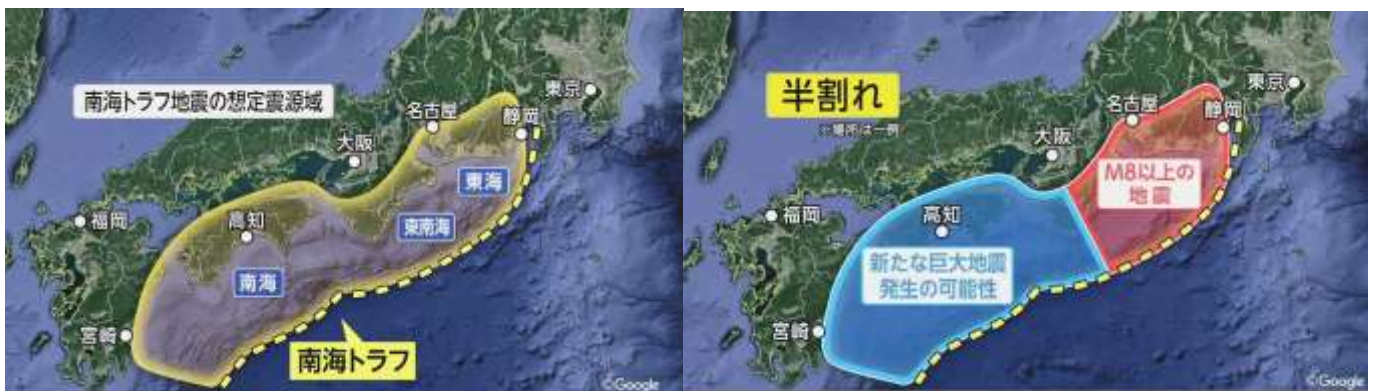 南海トラフ地震の想定震源域
東京
名古屋
静岡
大阪
東海
福岡
高知
東南海
南海
宮崎
南海トラフ
©Google
半割れ
※場所は一例
東京
名古屋
静岡
大阪
M8以上の
地震
福岡
高知
新たな巨大地震
発生の可能性
宮崎
©Google